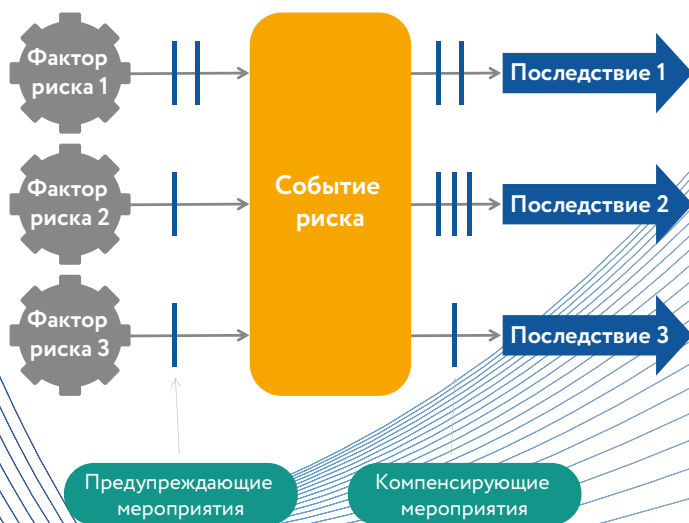 Фактор
риска 1
Последствие 1
Фактор
риска 2
Событие
риска
Последствие 2
Фактор
риска 3
Последствие 3
Предупреждающие
мероприятия
Компенсирующие
мероприятия